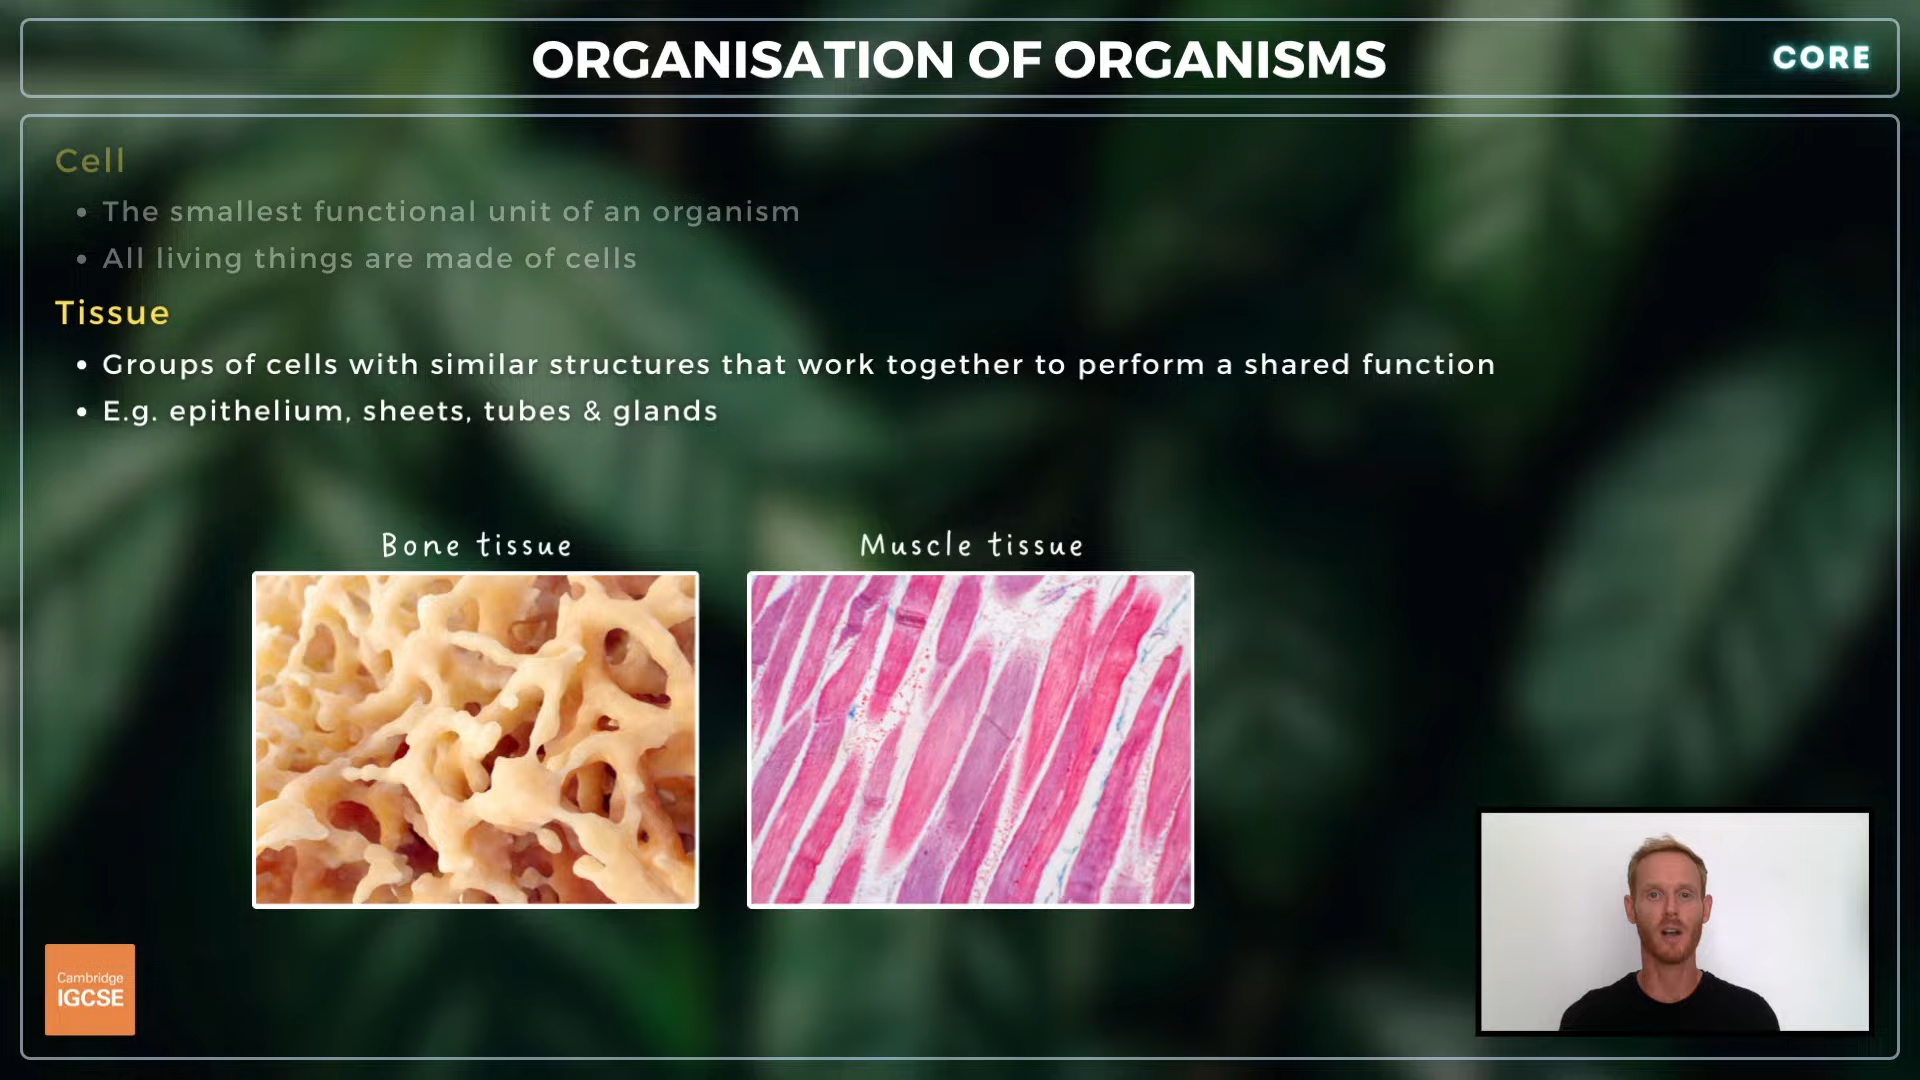 ORGANISATION OF ORGANISMS
CORE
Cell
• The smallest functional unit of an organism
• All living things are made of cells
Tissue
• Groups of cells with similar structures that work together to perform a shared function
• E.g. epithelium, sheets, tubes & glands
Bone tissue
Muscle tissue
Cambridge
IGCSE